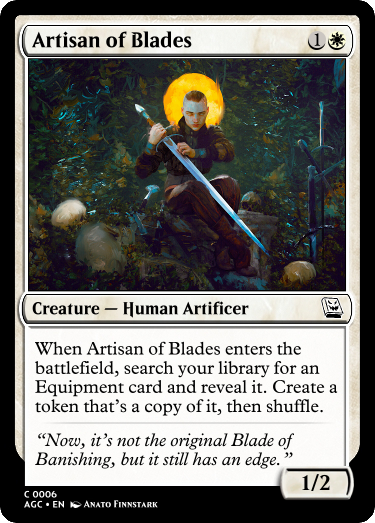 Artisan of Blades 1
Creature — Human Artificer
When Artisan of Blades enters the
battlefield, search your library for an
Equipment card and reveal it. Create a
token that's a copy of it, then shuffle.
“Now, it's not the original Blade of
Banishing, but it still has an edge.”
1/2
C 0006
AGC • EN Anato Finnstark